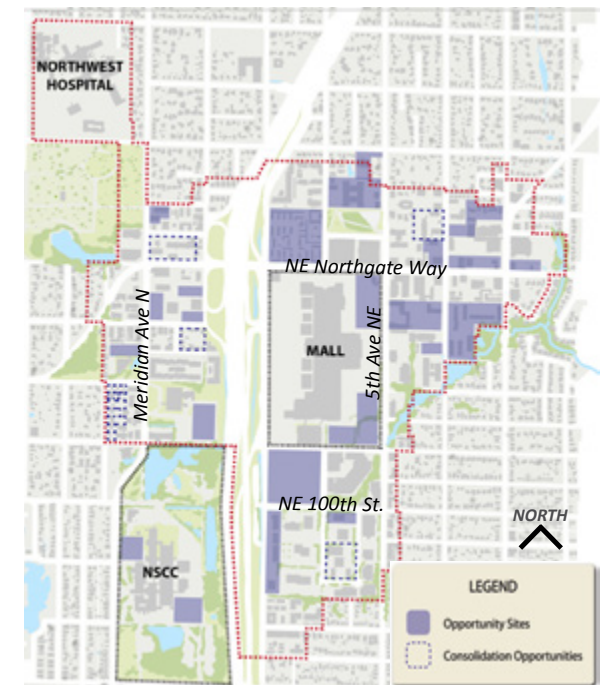 NORTHWEST
HOSPITAL
NE Northgate Way
Meridian Ave N
MALL
5th Ave NE
NE 100th St.
NORTH
NSCC
LEGEND
Opportunity Sites
Consolidation Opportunities